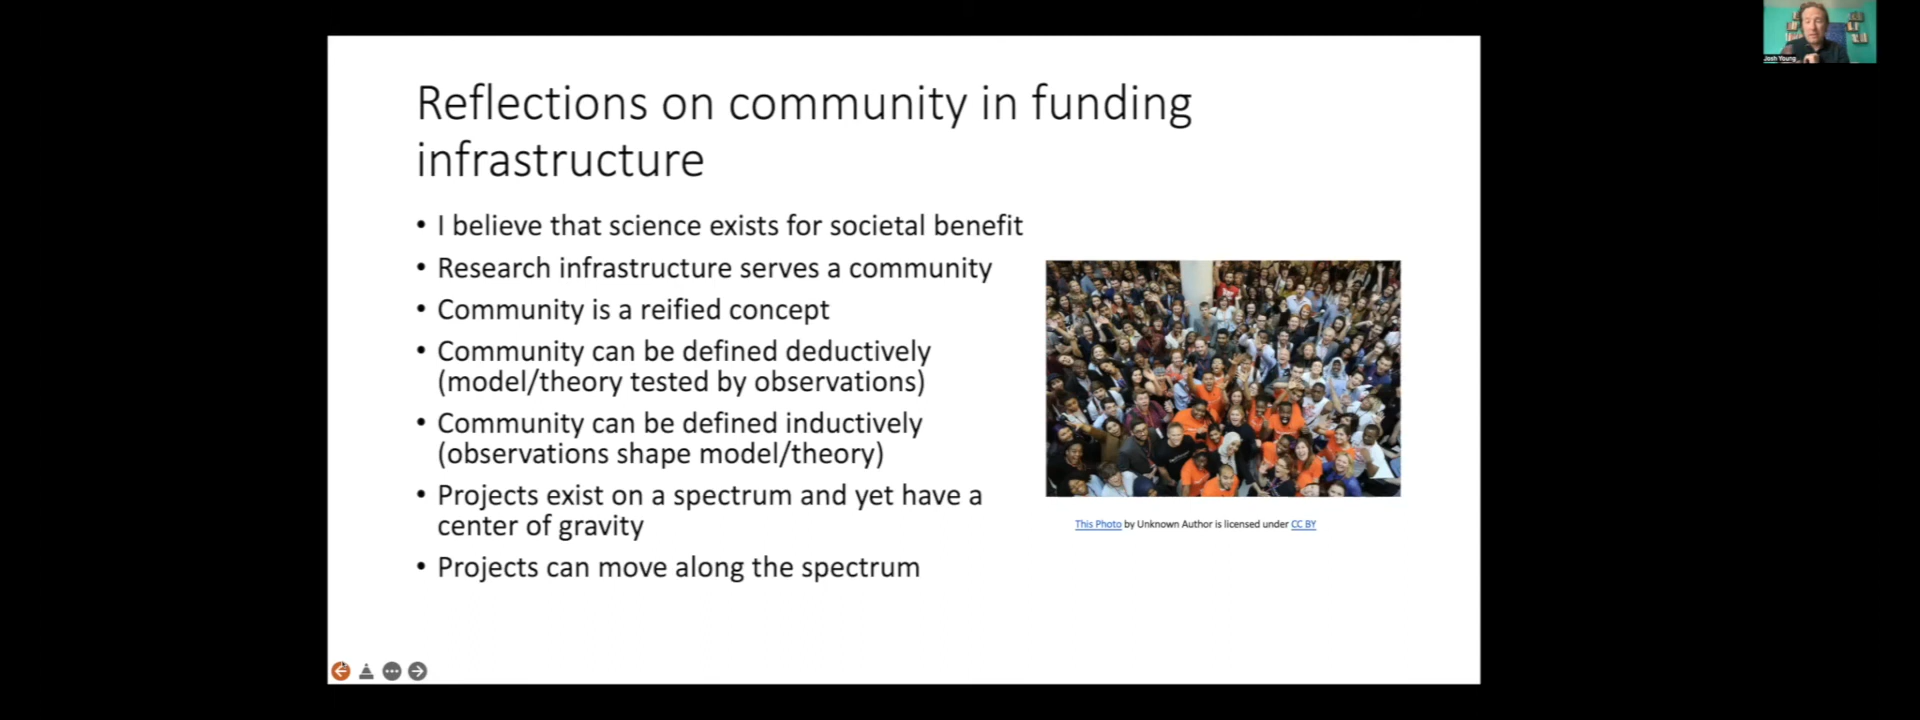 Reflections on community in funding
infrastructure
• I believe that science exists for societal benefit
• Research infrastructure serves a community
• Community is a reified concept
• Community can be defined deductively
(model/theory tested by observations)
• Community can be defined inductively
(observations shape model/theory)
• Projects exist on a spectrum and yet have a
center of gravity
• Projects can move along the spectrum
This Photo by Unknown Author is licensed under CC BY
Josh Young